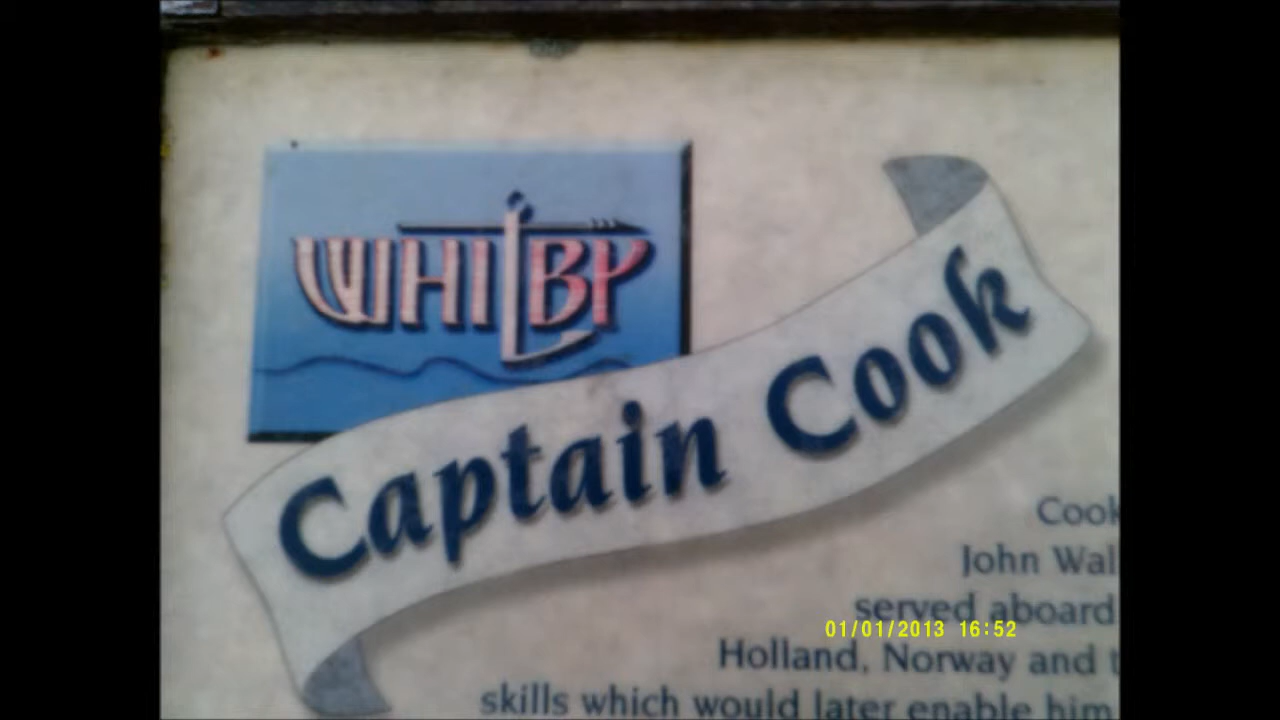 WHITBY
Captain Cook
Cook
John Wal
served aboard
01/01/2013 16:52
Holland, Norway and t
skills which would later enable him